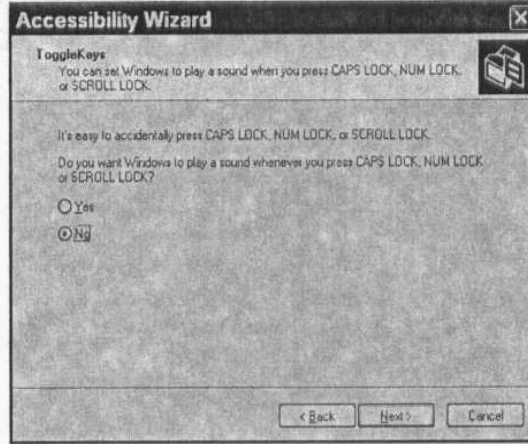 Accessibility Wizard
ToggleKeys
You can set Windows to play a sound when you press CAPS LOCK, NUM LOCK,
or SCROLL LOCK.
It's easy to accidentally press CAPS LOCK, NUM LOCK, or SCROLL LOCK.
Do you want Windows to play a sound whenever you press CAPS LOCK, NUM LOCK
or SCROLL LOCK?
Yes
No
< Back
Next >
Cancel